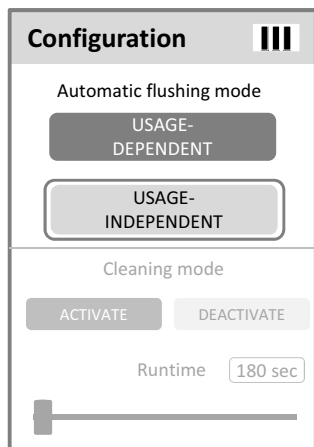 Configuration
Automatic flushing mode
USAGE-
DEPENDENT
USAGE-
INDEPENDENT
Cleaning mode
ACTIVATE DEACTIVATE
Runtime 180 sec